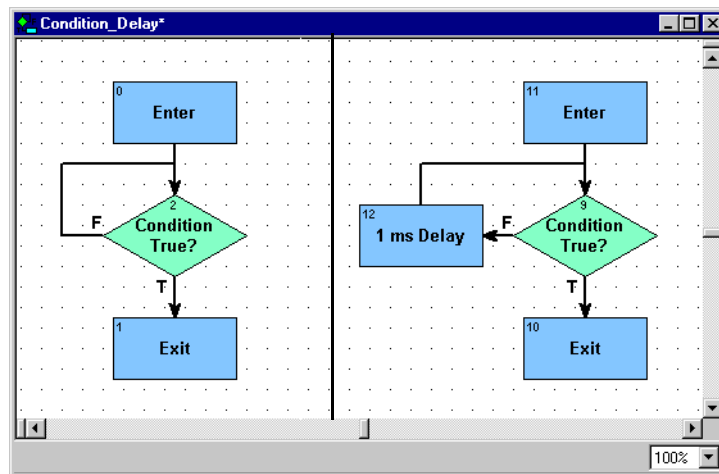 Condition_Delay*
0
Enter
F
2
Condition
True?
T
1
Exit
11
Enter
12
1 ms Delay
F
9
Condition
True?
T
10
Exit
100%